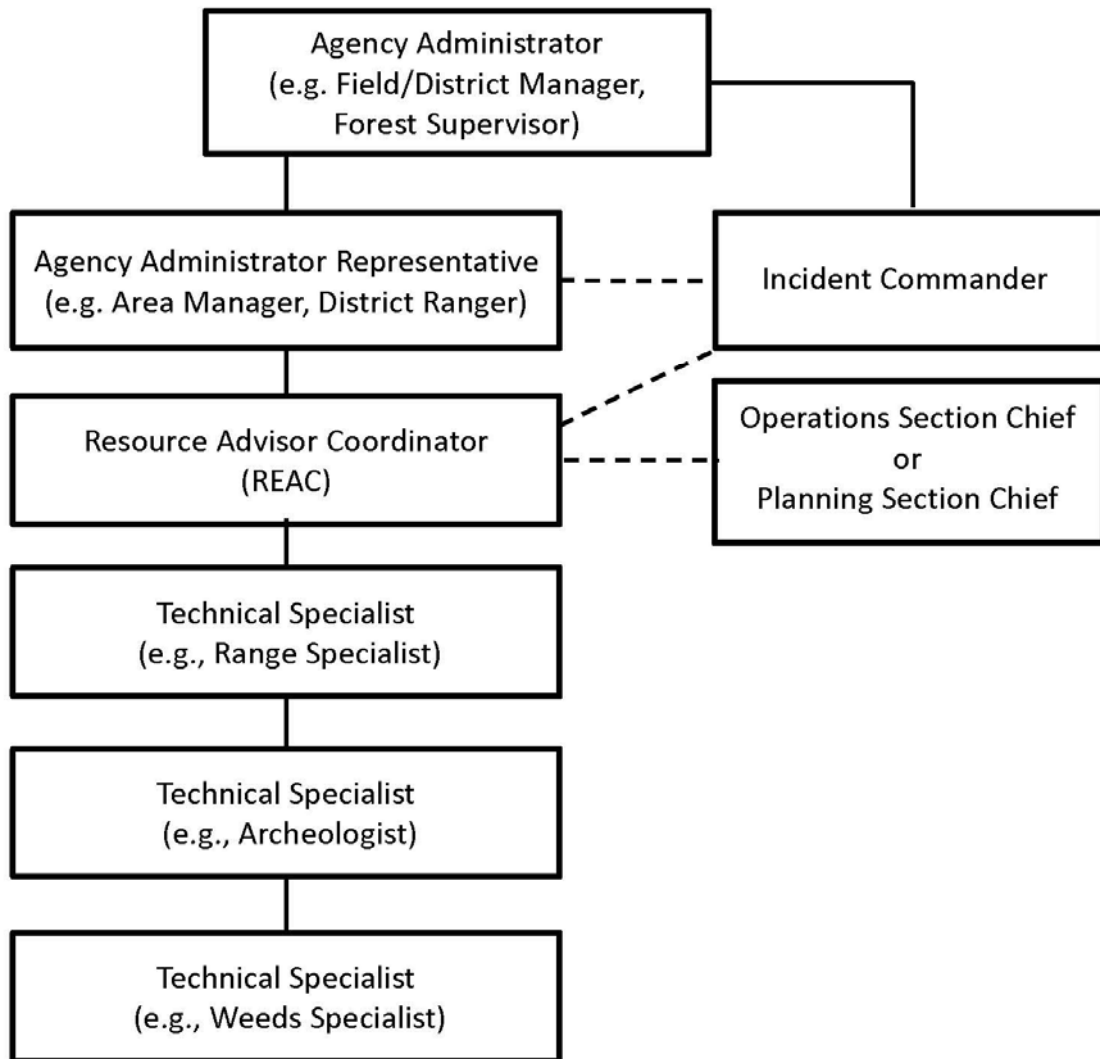 Agency Administrator
(e.g. Field/District Manager,
Forest Supervisor)
Agency Administrator Representative
(e.g. Area Manager, District Ranger)
Incident Commander
Resource Advisor Coordinator
(REAC)
Operations Section Chief
or
Planning Section Chief
Technical Specialist
(e.g., Range Specialist)
Technical Specialist
(e.g., Archeologist)
Technical Specialist
(e.g., Weeds Specialist)